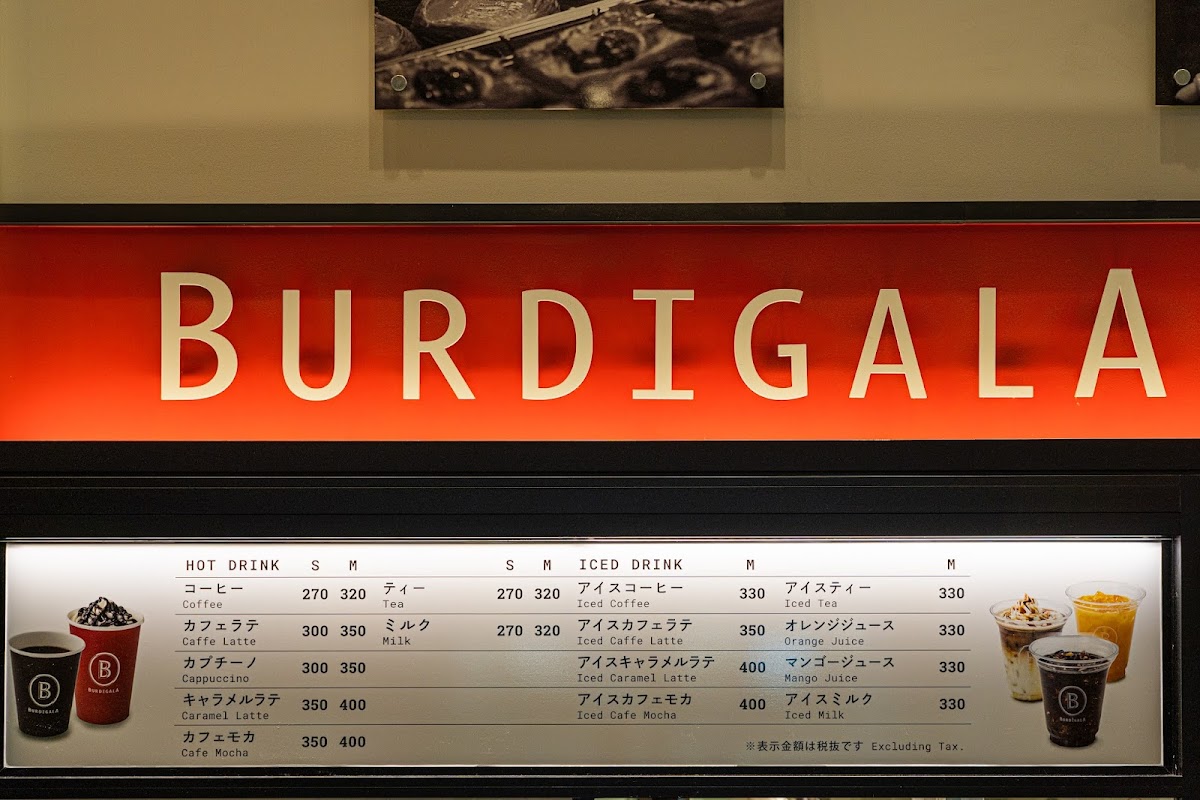 BURDIGALA
HOT DRINK S M
コーヒー 270 320
Coffee
カフェラテ 300 350
Caffe Latte
カプチーノ 300 350
Cappuccino
キャラメルラテ 350 400
Caramel Latte
カフェモカ 350 400
Cafe Mocha
S M
ティー 270 320
Tea
ミルク 270 320
Milk
ICED DRINK M
アイスコーヒー 330
Iced Coffee
アイスカフェラテ 350
Iced Caffe Latte
アイスキャラメルラテ 400
Iced Caramel Latte
アイスカフェモカ 400
Iced Cafe Mocha
M
アイスティー 330
Iced Tea
オレンジジュース 330
Orange Juice
マンゴージュース 330
Mango Juice
アイスミルク 330
Iced Milk
※表示金額は税抜です Excluding Tax.
B
BURDIGALA
B
BURDIGALA
B
BURDIGALA